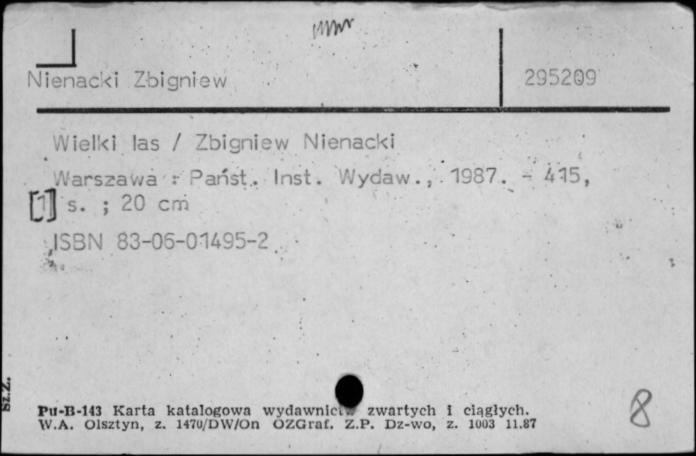 Nienacki Zbigniew 295209
Wielki las / Zbigniew Nienacki
Warszawa : Państ. Inst. Wydaw., 1987. - 415,
[1] s. ; 20 cm
ISBN 83-06-01495-2
Sz.Z.
Pu-B-143 Karta katalogowa wydawnictw zwartych i ciągłych.
W.A. Olsztyn, z. 1470/DW/On OZGraf. Z.P. Dz-wo, z. 1003 11.87
8